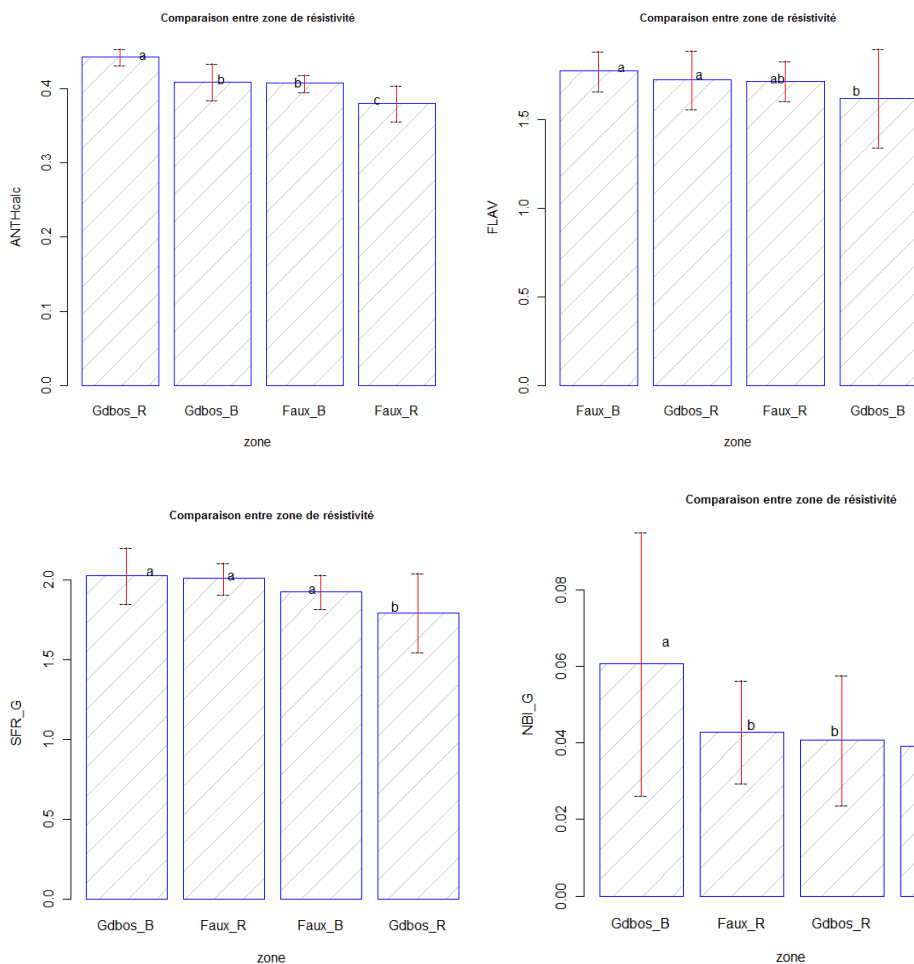 Comparaison entre zone de résistivité
ANTHcalc
0.4
0.3
0.2
0.1
0.0
a
b
b
c
Gdbos_R Gdbos_B Faux_B Faux_R
zone
Comparaison entre zone de résistivité
FLAV
1.5
1.0
0.5
0.0
a
a
ab
b
Faux_B Gdbos_R Faux_R Gdbos_B
zone
Comparaison entre zone de résistivité
SFR_G
2.0
1.5
1.0
0.5
0.0
a
a
a
b
Gdbos_B Faux_R Faux_B Gdbos_R
zone
Comparaison entre zone de résistivité
NBI_G
0.08
0.06
0.04
0.02
0.00
a
b
b
Gdbos_B Faux_R Gdbos_R
zone